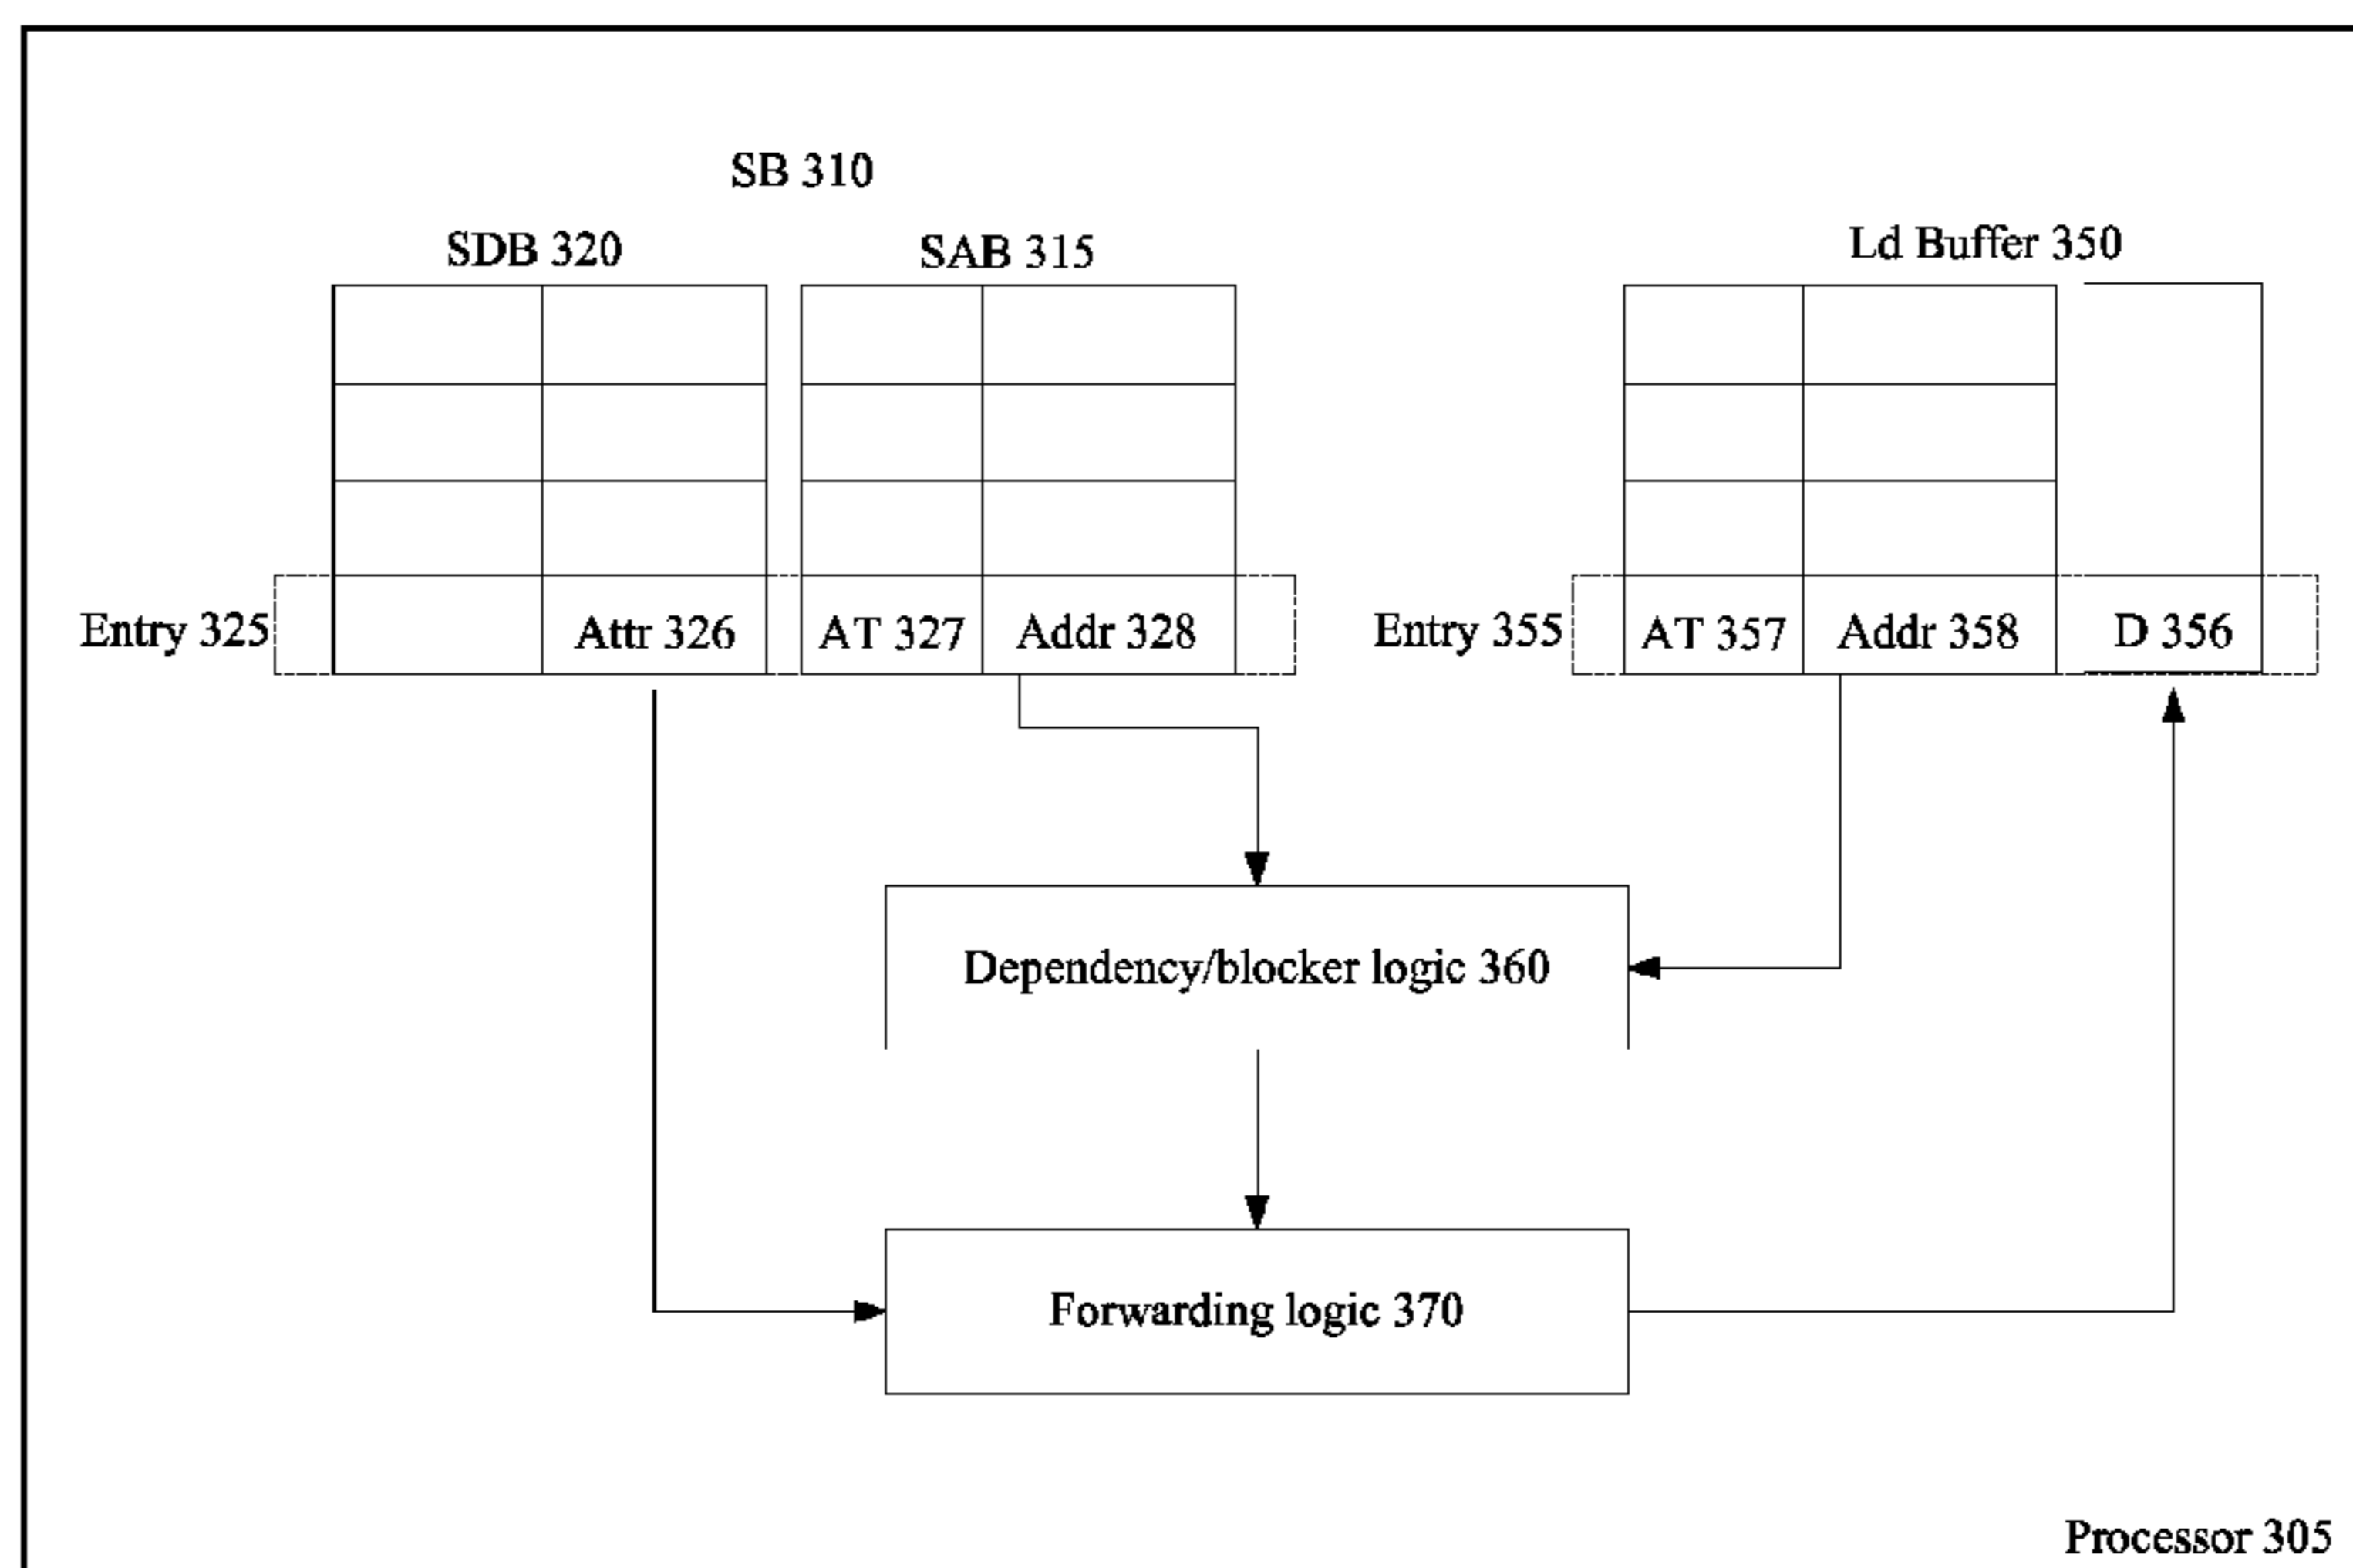 SB 310
SDB 320
SAB 315
Ld Buffer 350
Entry 325
Attr 326
AT 327
Addr 328
Entry 355
AT 357
Addr 358
D 356
Dependency/blocker logic 360
Forwarding logic 370
Processor 305